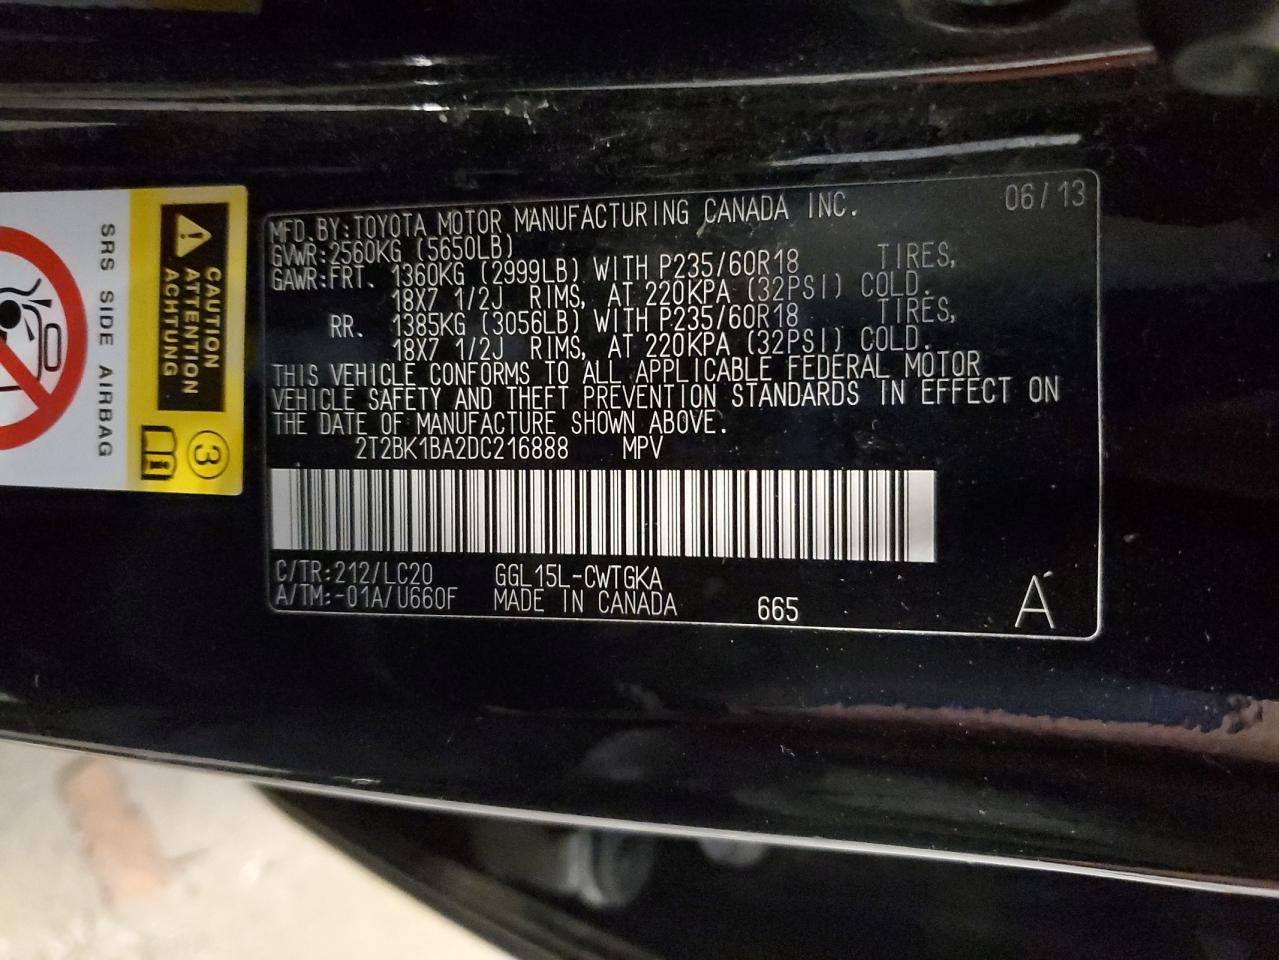 MFD. BY: TOYOTA MOTOR MANUFACTURING CANADA INC. 06/13
GVWR: 2560KG (5650LB)
GAWR: FRT. 1360KG (2999LB) WITH P235/60R18 TIRES,
18X7 1/2J RIMS, AT 220KPA (32PSI) COLD.
RR. 1385KG (3056LB) WITH P235/60R18 TIRES,
18X7 1/2J RIMS, AT 220KPA (32PSI) COLD.
THIS VEHICLE CONFORMS TO ALL APPLICABLE FEDERAL MOTOR
VEHICLE SAFETY AND THEFT PREVENTION STANDARDS IN EFFECT ON
THE DATE OF MANUFACTURE SHOWN ABOVE.
2T2BK1BA2DC216888 MPV
C/TR: 212/LC20 GGL15L-CWTGKA
A/TM: -01A/U660F MADE IN CANADA 665 A
CAUTION
ATTENTION
ACHTUNG
3
SRS SIDE AIRBAG